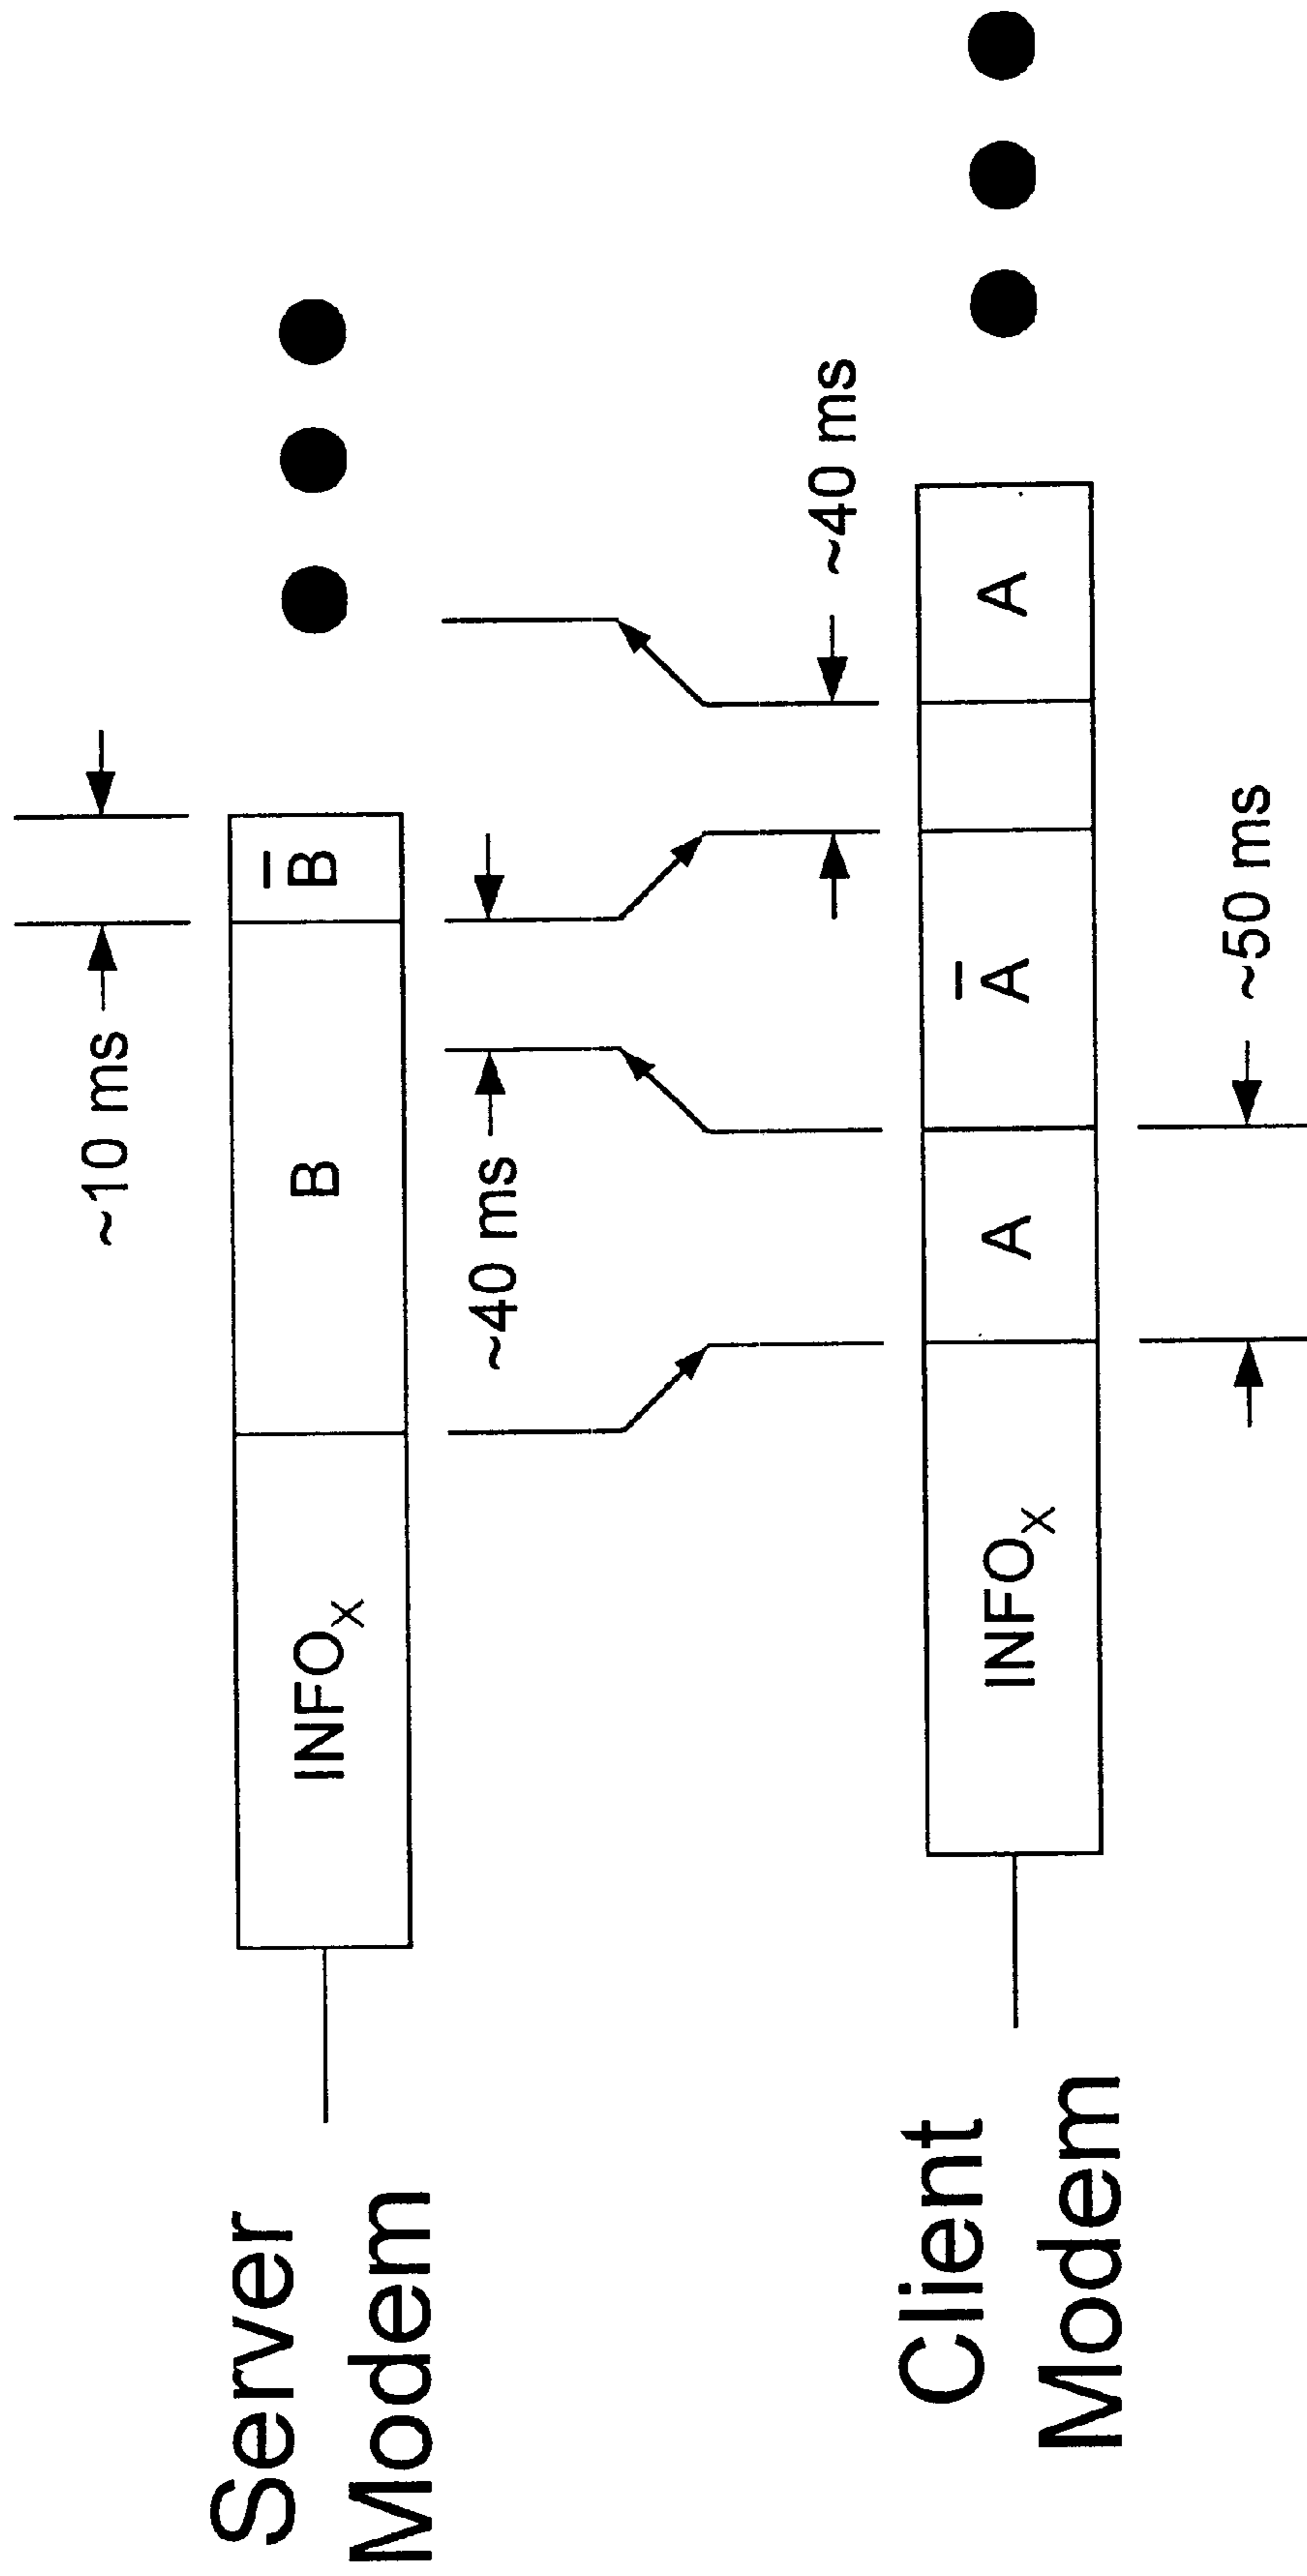 ~10 ms
Server
Modem
INFOX
B
B̅
~40 ms
~40 ms
Client
Modem
INFOX
A
A̅
A
~50 ms